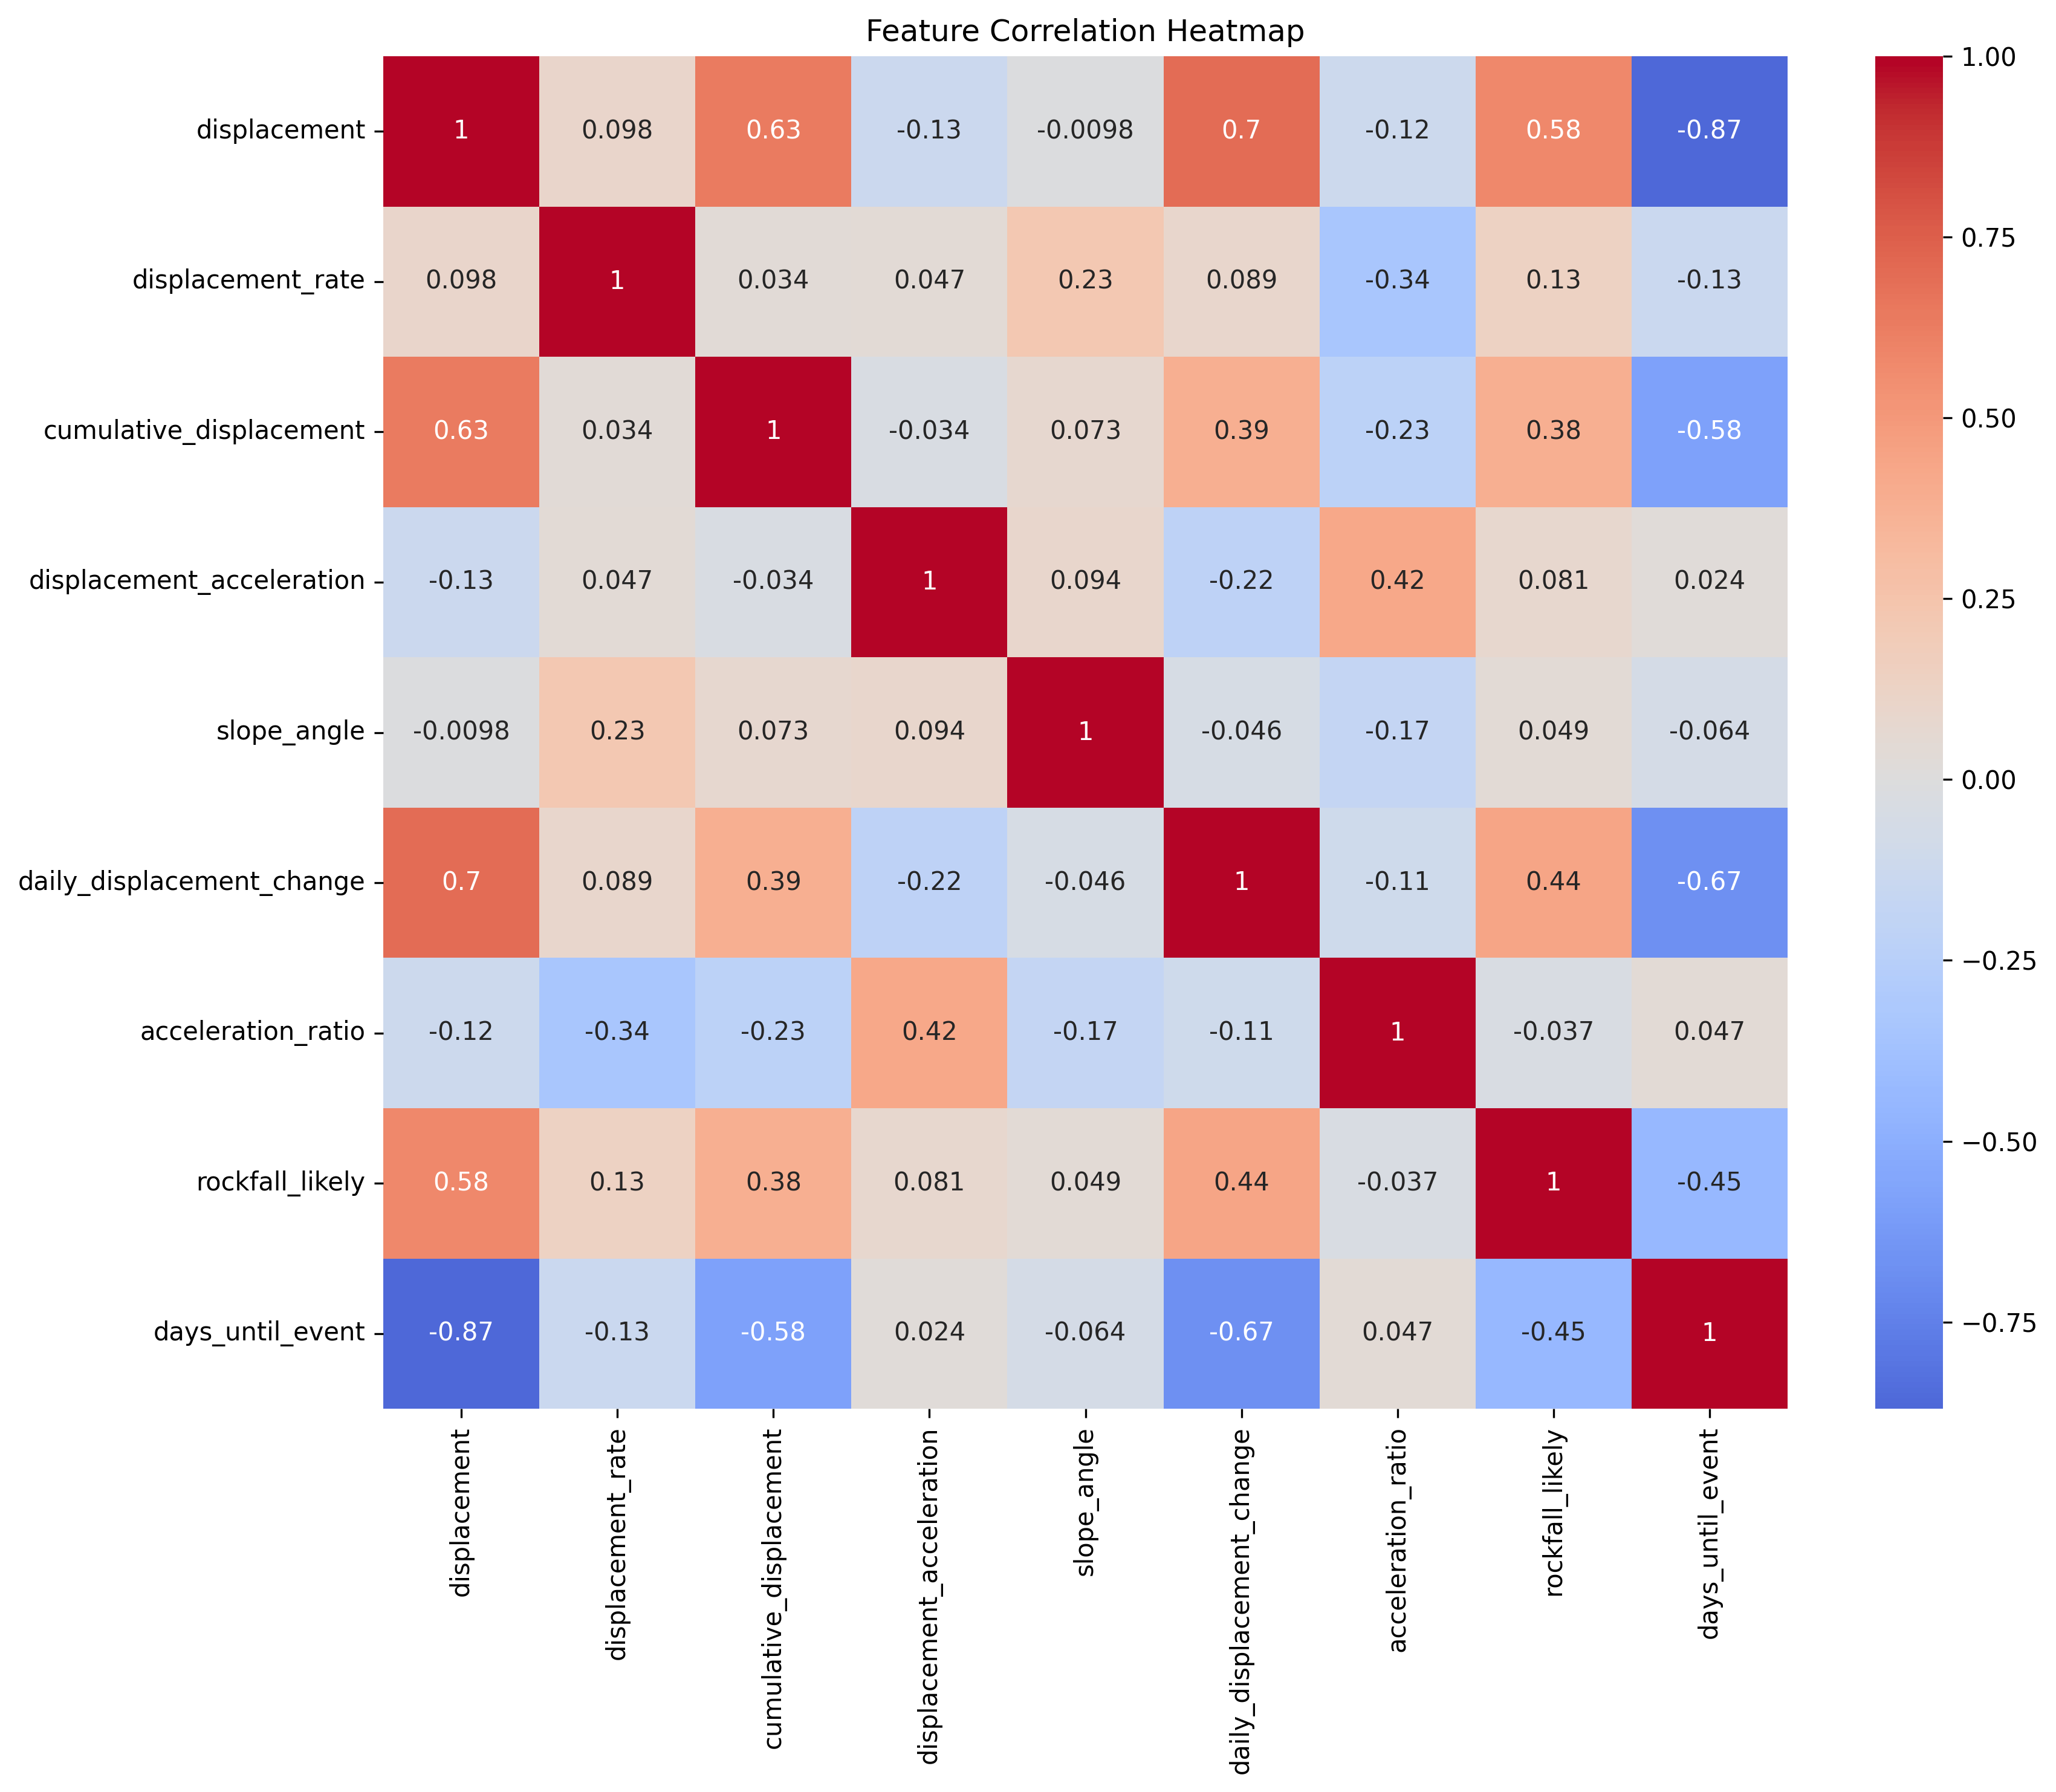 Feature Correlation Heatmap
displacement 1 0.098 0.63 -0.13 -0.0098 0.7 -0.12 0.58 -0.87
displacement_rate 0.098 1 0.034 0.047 0.23 0.089 -0.34 0.13 -0.13
cumulative_displacement 0.63 0.034 1 -0.034 0.073 0.39 -0.23 0.38 -0.58
displacement_acceleration -0.13 0.047 -0.034 1 0.094 -0.22 0.42 0.081 0.024
slope_angle -0.0098 0.23 0.073 0.094 1 -0.046 -0.17 0.049 -0.064
daily_displacement_change 0.7 0.089 0.39 -0.22 -0.046 1 -0.11 0.44 -0.67
acceleration_ratio -0.12 -0.34 -0.23 0.42 -0.17 -0.11 1 -0.037 0.047
rockfall_likely 0.58 0.13 0.38 0.081 0.049 0.44 -0.037 1 -0.45
days_until_event -0.87 -0.13 -0.58 0.024 -0.064 -0.67 0.047 -0.45 1
displacement
displacement_rate
cumulative_displacement
displacement_acceleration
slope_angle
daily_displacement_change
acceleration_ratio
rockfall_likely
days_until_event
1.00
0.75
0.50
0.25
0.00
−0.25
−0.50
−0.75